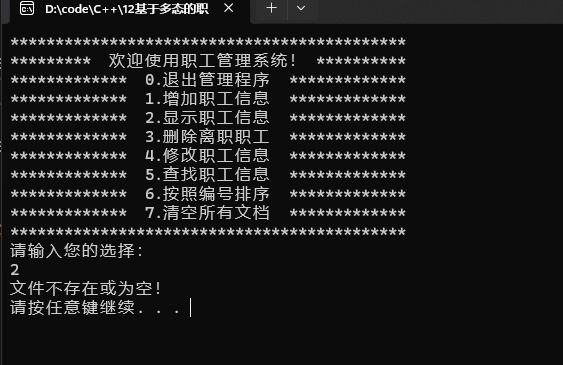 D:\code\C++\12基于多态的职
******************************************** 
*********  欢迎使用职工管理系统!  **********
*************  0.退出管理程序  *************
*************  1.增加职工信息  *************
*************  2.显示职工信息  *************
*************  3.删除离职职工  *************
*************  4.修改职工信息  *************
*************  5.查找职工信息  *************
*************  6.按照编号排序  *************
*************  7.清空所有文档  *************
********************************************
请输入您的选择:
2
文件不存在或为空!
请按任意键继续. . .